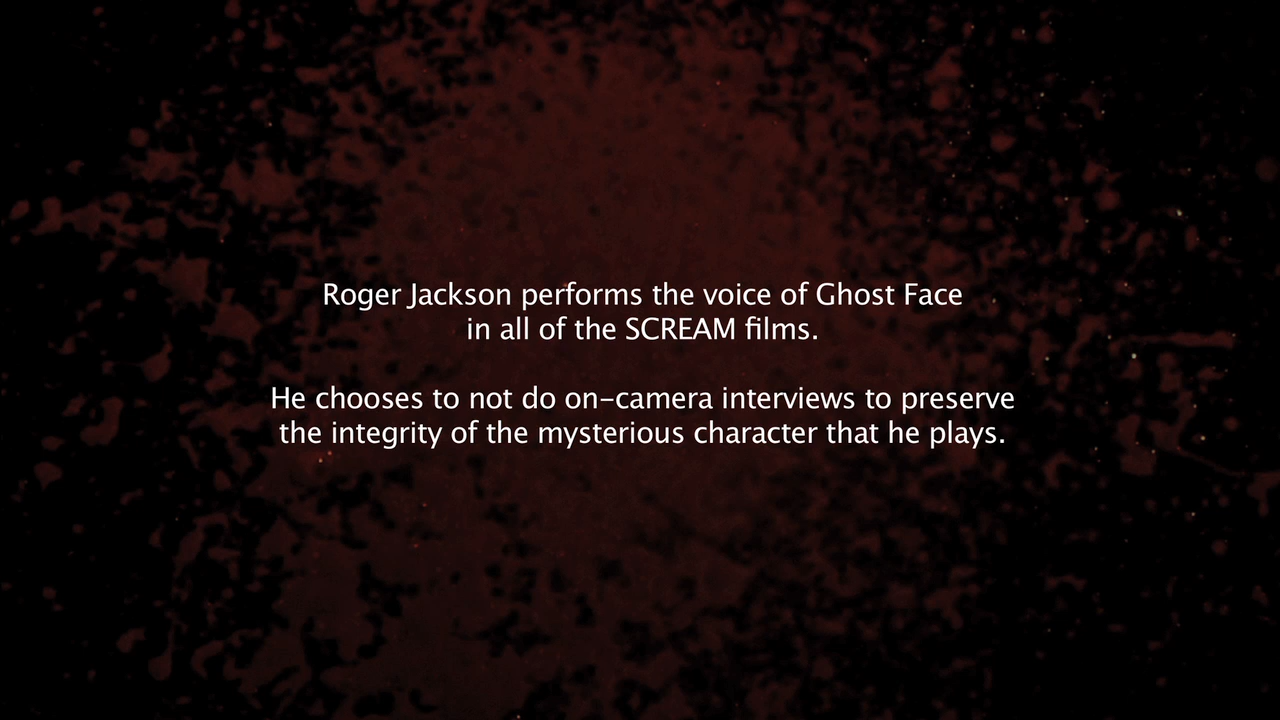 Roger Jackson performs the voice of Ghost Face
in all of the SCREAM films.
He chooses to not do on-camera interviews to preserve
the integrity of the mysterious character that he plays.